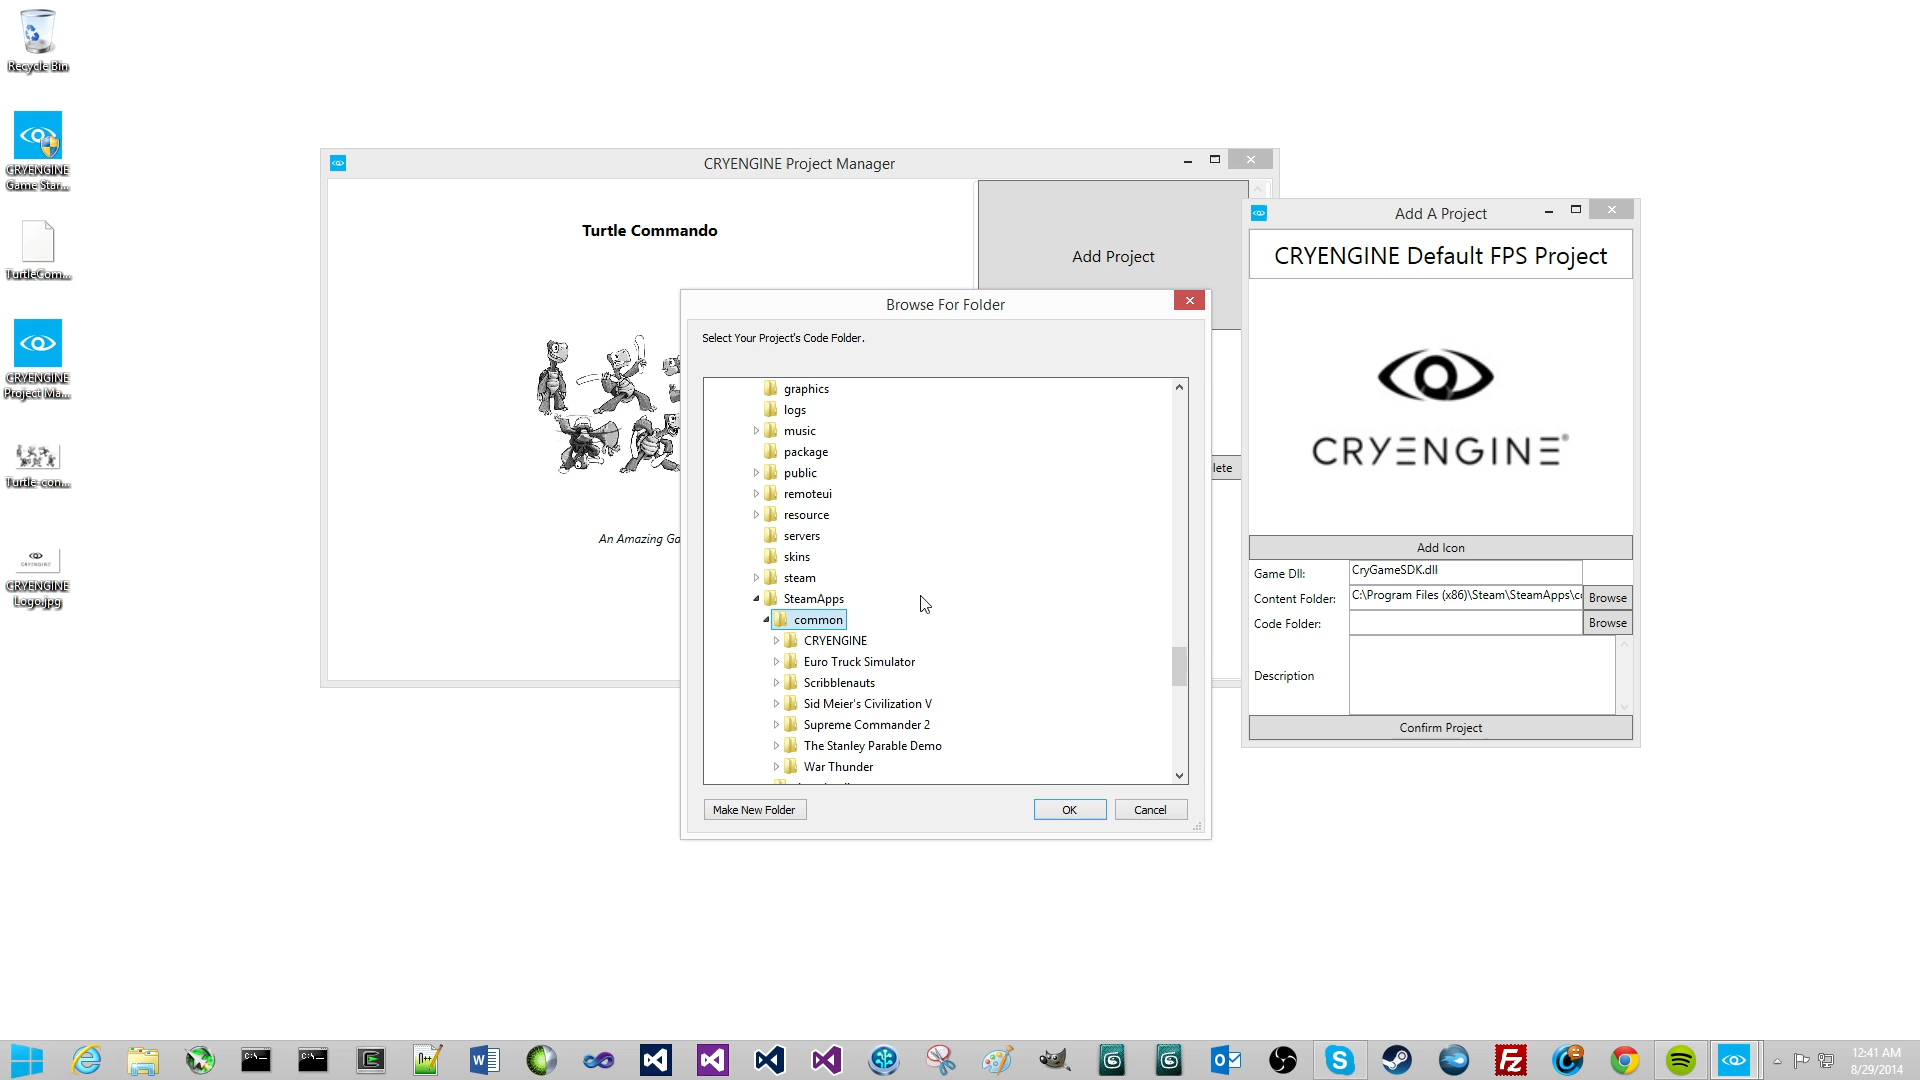 Recycle Bin
CRYENGINE
Game Star...
TurtleCom...
CRYENGINE
Project Ma...
Turtle-con...
CRYENGINE
Logo.jpg
CRYENGINE Project Manager
Turtle Commando
Add Project
An Amazing Ga
lete
Browse For Folder
Select Your Project's Code Folder.
graphics
logs
music
package
public
remoteui
resource
servers
skins
steam
SteamApps
common
CRYENGINE
Euro Truck Simulator
Scribblenauts
Sid Meier's Civilization V
Supreme Commander 2
The Stanley Parable Demo
War Thunder
Make New Folder
OK
Cancel
Add A Project
CRYENGINE Default FPS Project
CRYENGINE®
Add Icon
Game Dll:
CryGameSDK.dll
Content Folder:
C:\Program Files (x86)\Steam\SteamApps\co
Browse
Code Folder:
Browse
Description
Confirm Project
12:41 AM
8/29/2014